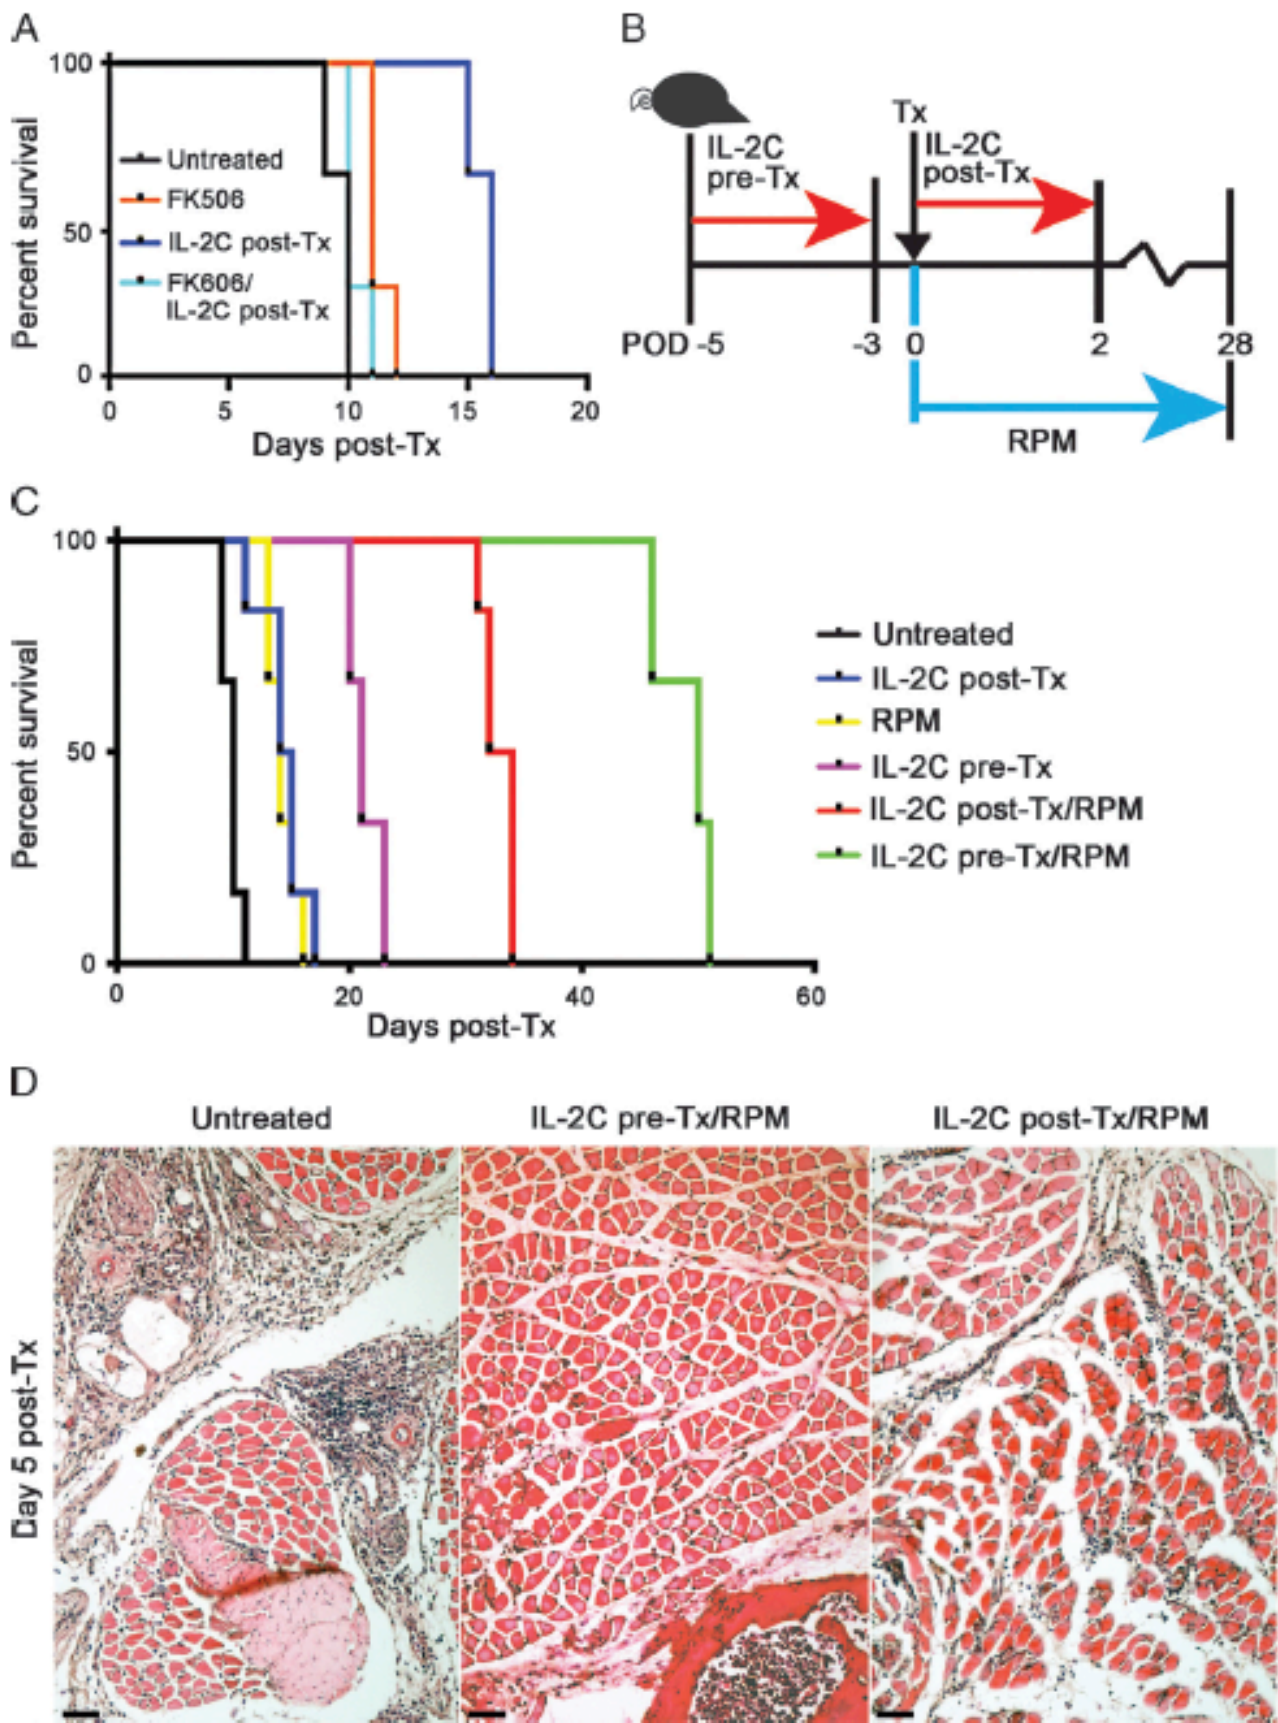 A
100
50
0
Percent survival
Untreated
FK506
IL-2C post-Tx
FK606/
IL-2C post-Tx
0 5 10 15 20
Days post-Tx
B
IL-2C
pre-Tx
Tx
IL-2C
post-Tx
POD -5 -3 0 2 28
RPM
C
100
50
0
Percent survival
0 20 40 60
Days post-Tx
Untreated
IL-2C post-Tx
RPM
IL-2C pre-Tx
IL-2C post-Tx/RPM
IL-2C pre-Tx/RPM
D
Untreated IL-2C pre-Tx/RPM IL-2C post-Tx/RPM
Day 5 post-Tx